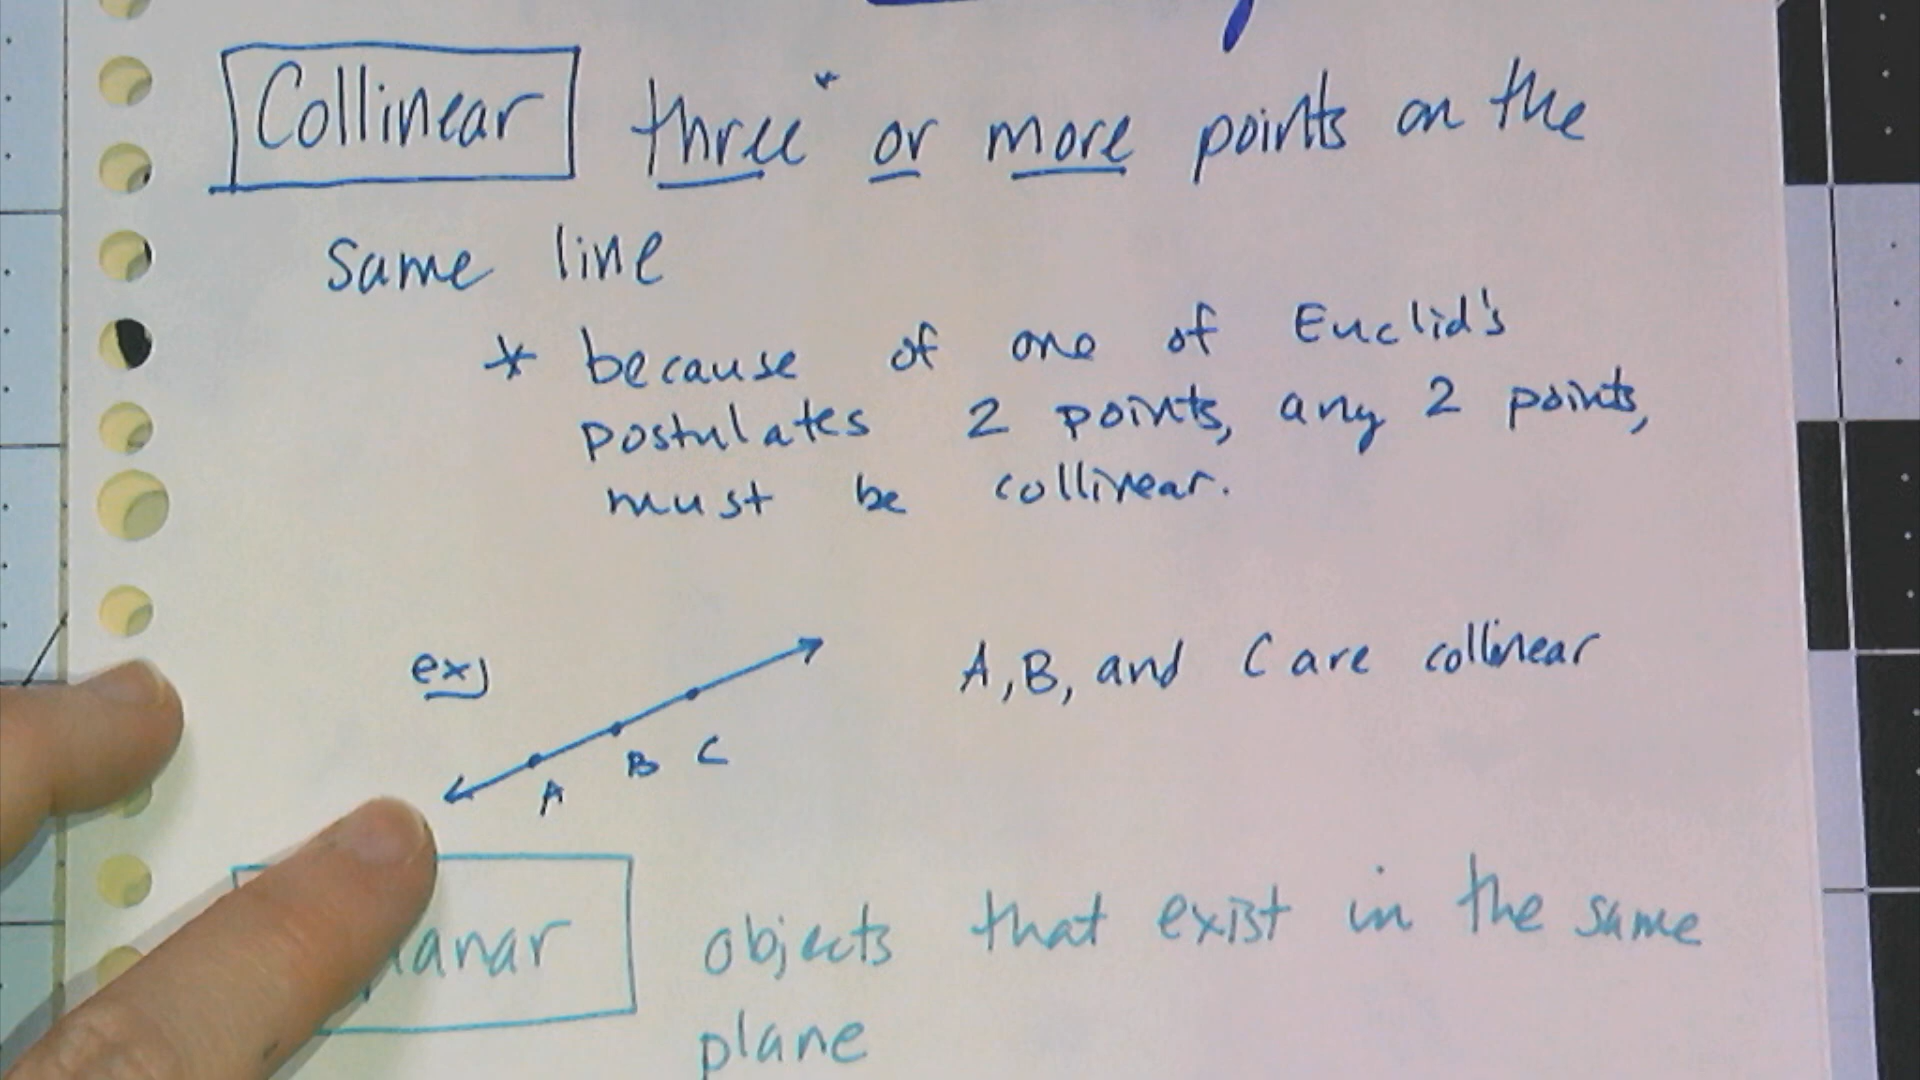 Collinear three* or more points on the
same line
* because of one of Euclid's
postulates 2 points, any 2 points,
must be collinear.
ex)
A, B, and C are collinear
A B C
objects that exist in the same
plane